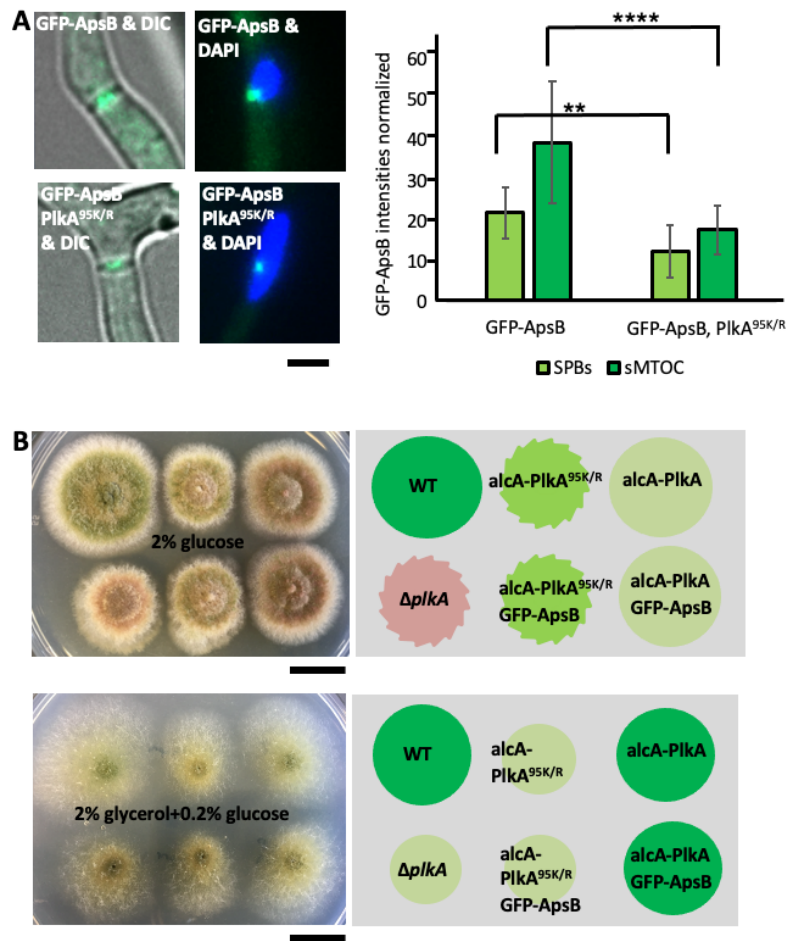 A
GFP-ApsB & DIC
GFP-ApsB &
DAPI
GFP-ApsB
PlkA95K/R
& DIC
GFP-ApsB
PlkA95K/R
& DAPI
GFP-ApsB intensities normalized
60
50
40
30
20
10
0
**
****
GFP-ApsB
GFP-ApsB, PlkA95K/R
SPBs
sMTOC
B
2% glucose
WT
alcA-PlkA95K/R
alcA-PlkA
ΔplkA
alcA-PlkA95K/R
GFP-ApsB
alcA-PlkA
GFP-ApsB
2% glycerol+0.2% glucose
WT
alcA-
PlkA95K/R
alcA-PlkA
ΔplkA
alcA-
PlkA95K/R
GFP-ApsB
alcA-PlkA
GFP-ApsB